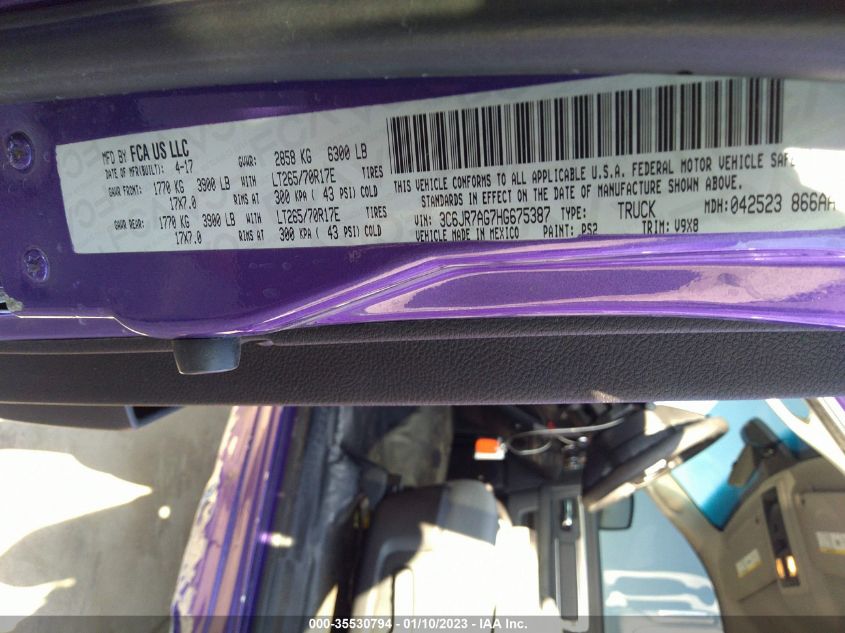 MFD BY FCA US LLC
DATE OF MFR(BUILT): 4-17 GVWR: 2858 KG 6300 LB
GAWR FRONT: 1770 KG 3900 LB WITH LT265/70R17E TIRES
17X7.0 RIMS AT 300 KPA ( 43 PSI) COLD
GAWR REAR: 1770 KG 3900 LB WITH LT265/70R17E TIRES
17X7.0 RIMS AT 300 KPA ( 43 PSI) COLD
THIS VEHICLE CONFORMS TO ALL APPLICABLE U.S.A. FEDERAL MOTOR VEHICLE SAFE
STANDARDS IN EFFECT ON THE DATE OF MANUFACTURE SHOWN ABOVE.
VIN: 3C6JR7AG7HG675387 TYPE: TRUCK MDH: 042523 866AA
VEHICLE MADE IN MEXICO PAINT: PS2 TRIM: V9X8
000-35530794 — 01/10/2023 — © IAA Inc.